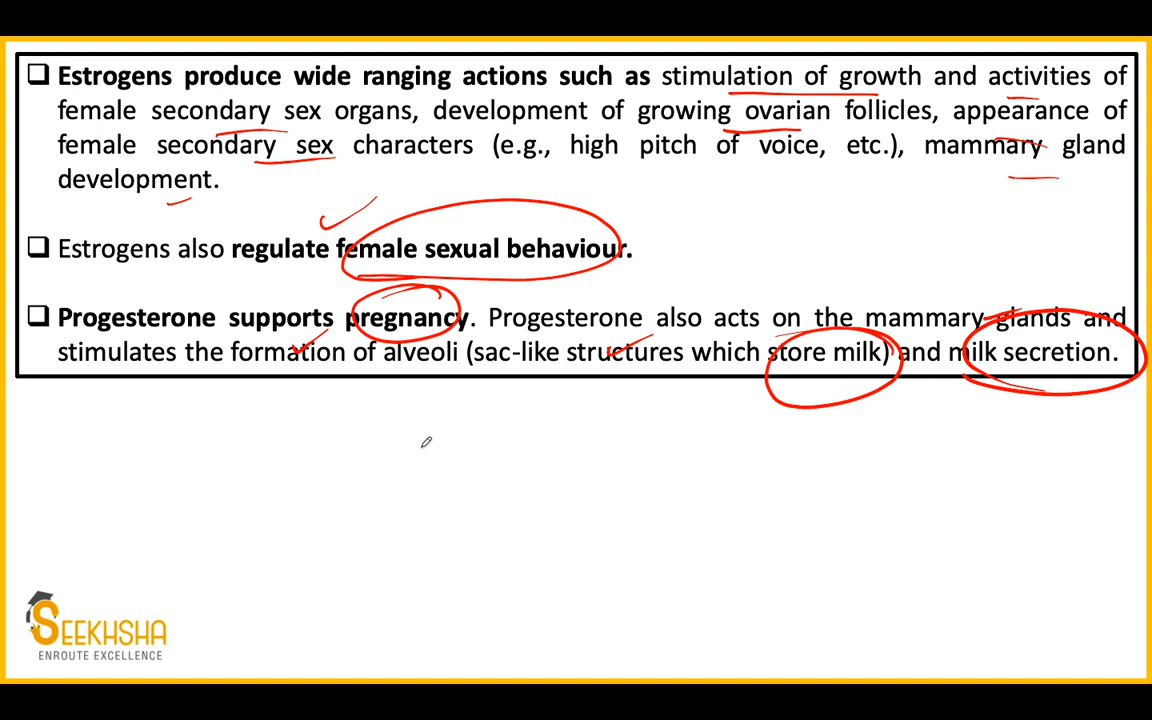 ❑ Estrogens produce wide ranging actions such as stimulation of growth and activities of
female secondary sex organs, development of growing ovarian follicles, appearance of
female secondary sex characters (e.g., high pitch of voice, etc.), mammary gland
development.
❑ Estrogens also regulate female sexual behaviour.
❑ Progesterone supports pregnancy. Progesterone also acts on the mammary glands and
stimulates the formation of alveoli (sac-like structures which store milk) and milk secretion.
SEEKHSHA
ENROUTE EXCELLENCE